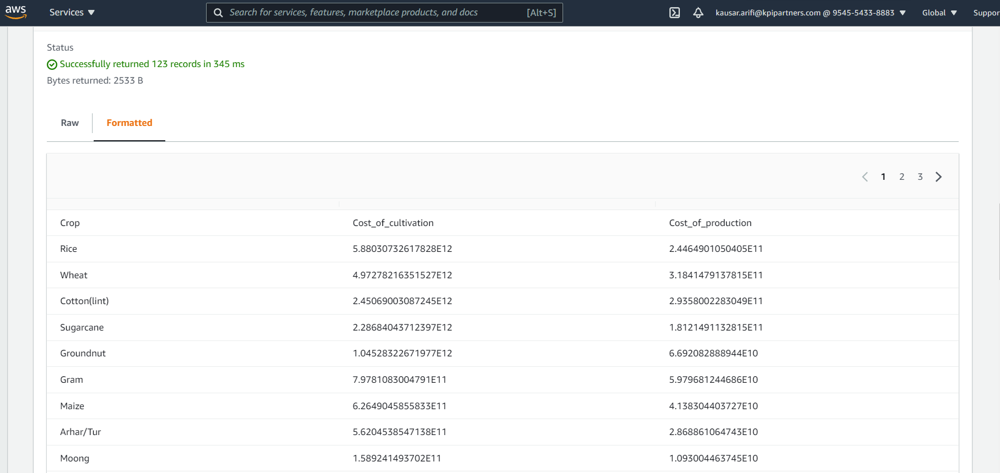 aws Services Search for services, features, marketplace products, and docs [Alt+S] kausar.arifi@kpipartners.com @ 9545-5433-8883 Global Suppor
Status
Successfully returned 123 records in 345 ms
Bytes returned: 2533 B
Raw Formatted
1 2 3
Crop Cost_of_cultivation Cost_of_production
Rice 5.88030732617828E12 2.4464901050405E11
Wheat 4.97278216351527E12 3.1841479137815E11
Cotton(lint) 2.45069003087245E12 2.9358002283049E11
Sugarcane 2.28684043712397E12 1.8121491132815E11
Groundnut 1.04528322671977E12 6.692082888944E10
Gram 7.9781083004791E11 5.979681244686E10
Maize 6.2649045855833E11 4.138304403727E10
Arhar/Tur 5.6204538547138E11 2.868861064743E10
Moong 1.589241493702E11 1.093004463745E10